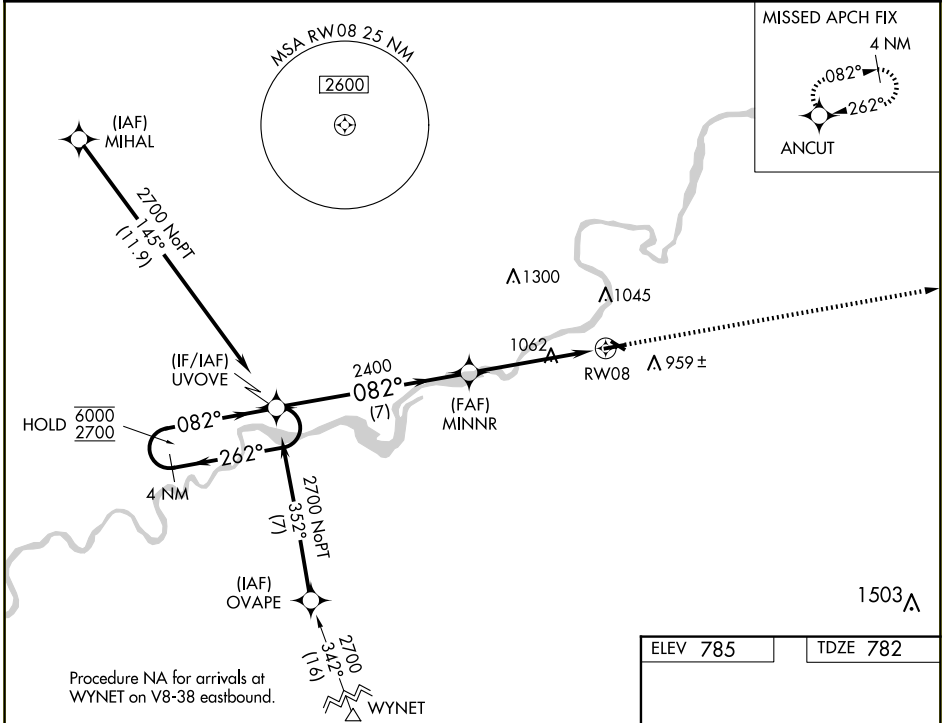 MISSED APCH FIX
4 NM
082°
262°
ANCUT
MSA RW08 25 NM
2600
(IAF)
MIHAL
2700 NoPT
145°
(11.9)
1300
1045
1062
RW08
959 ±
(IF/IAF)
UVOVE
2400
082°
(7)
(FAF)
MINNR
HOLD
6000
2700
082°
262°
4 NM
2700 NoPT
352°
(7)
(IAF)
OVAPE
2700
342°
(16)
WYNET
1503
Procedure NA for arrivals at
WYNET on V8-38 eastbound.
ELEV 785
TDZE 782